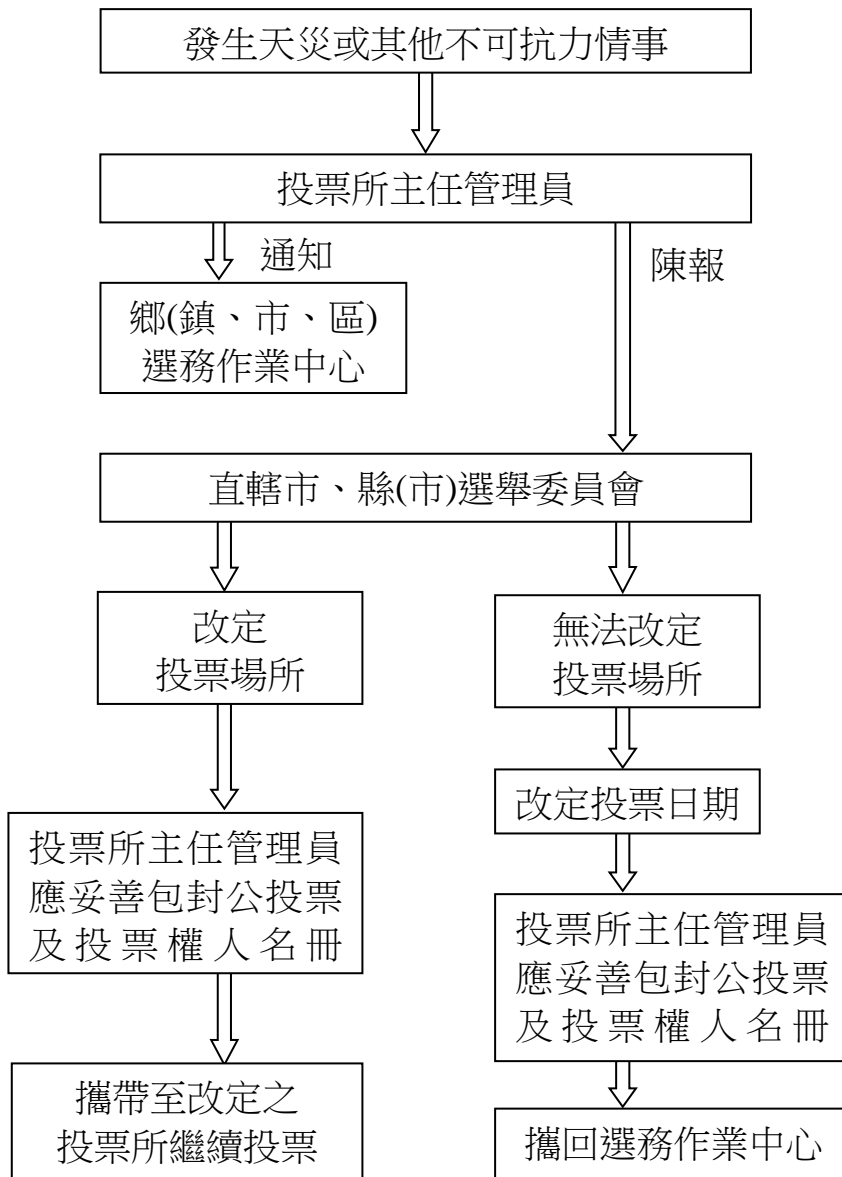 發生天災或其他不可抗力情事
投票所主任管理員
通知
陳報
鄉(鎮、市、區)
選務作業中心
直轄市、縣(市)選舉委員會
改定
投票場所
無法改定
投票場所
改定投票日期
投票所主任管理員
應妥善包封公投票
及投票權人名冊
投票所主任管理員
應妥善包封公投票
及投票權人名冊
攜帶至改定之
投票所繼續投票
攜回選務作業中心